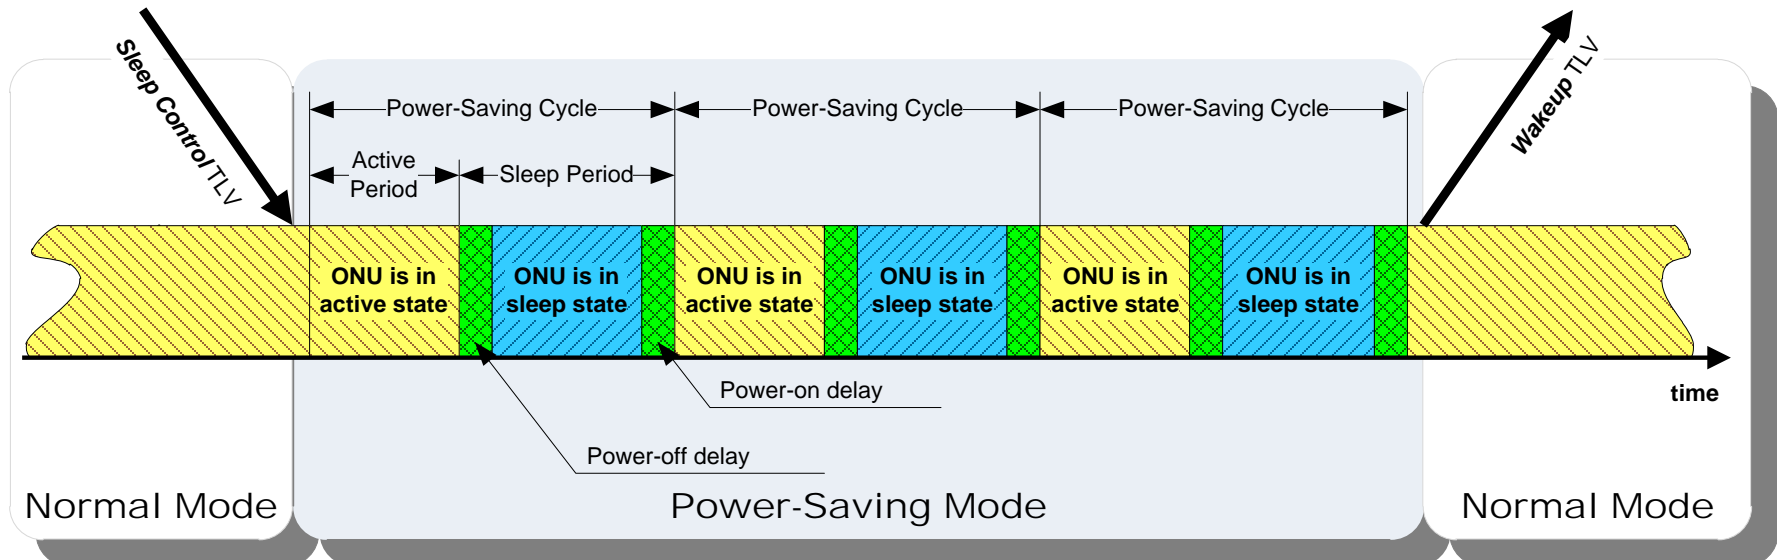 Sleep Control TLV
Wakeup TLV
Power-Saving Cycle
Power-Saving Cycle
Power-Saving Cycle
Active
Period
Sleep Period
ONU is in
active state
ONU is in
sleep state
ONU is in
active state
ONU is in
sleep state
ONU is in
active state
ONU is in
sleep state
time
Power-on delay
Power-off delay
Normal Mode
Power-Saving Mode
Normal Mode